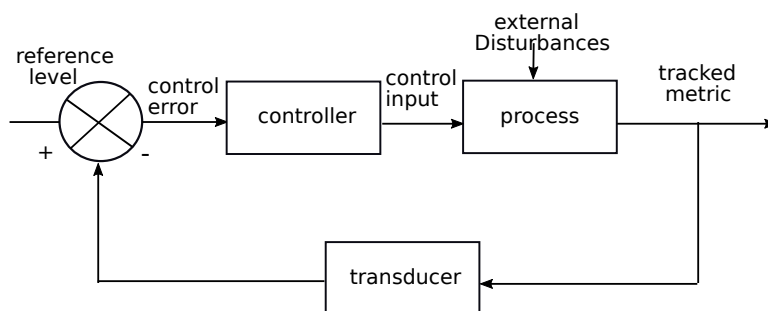 external
Disturbances
reference
level
control
error
control
input
tracked
metric
controller
process
+
-
transducer